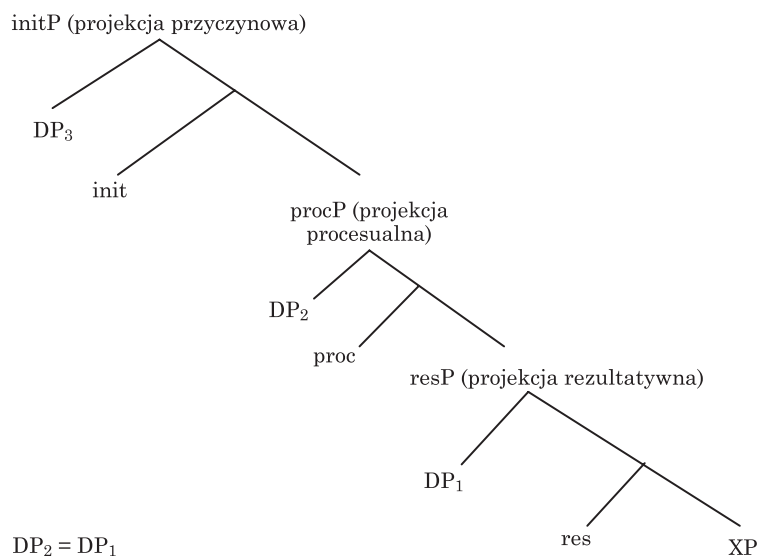 initP (projekcja przyczynowa)
DP₃
init
procP (projekcja
procesualna)
DP₂
proc
resP (projekcja rezultatywna)
DP₁
res
XP
DP₂ = DP₁